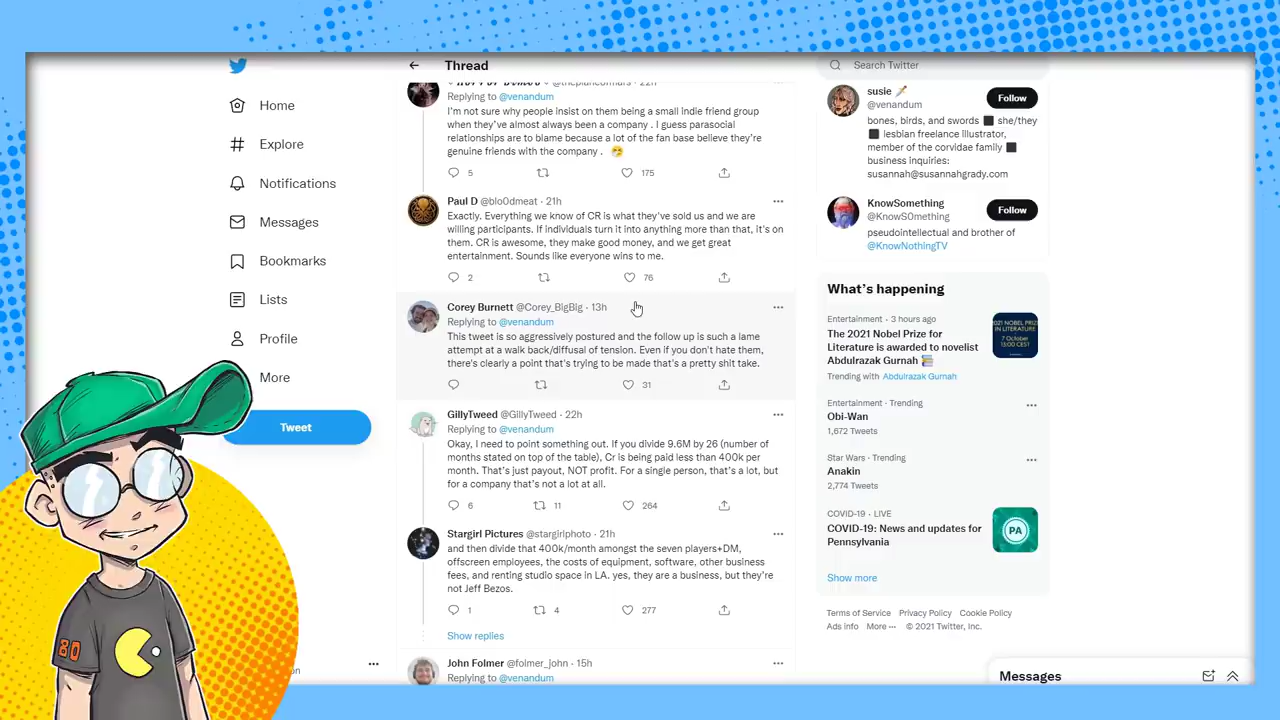 Home
Explore
Notifications
Messages
Bookmarks
Lists
Profile
More
Tweet
80
Thread
Replying to @venandum
I'm not sure why people insist on them being a small indie friend group
when they've almost always been a company . I guess parasocial
relationships are to blame because a lot of the fan base believe they're
genuine friends with the company .
5
175
Paul D @blo0dmeat · 21h
Exactly. Everything we know of CR is what they've sold us and we are
willing participants. If individuals turn it into anything more than that, it's on
them. CR is awesome, they make good money, and we get great
entertainment. Sounds like everyone wins to me.
2
76
Corey Burnett @Corey_BigBig · 13h
Replying to @venandum
This tweet is so aggressively postured and the follow up is such a lame
attempt at a walk back/diffusal of tension. Even if you don't hate them,
there's clearly a point that's trying to be made that's a pretty shit take.
31
GillyTweed @GillyTweed · 22h
Replying to @venandum
Okay, I need to point something out. If you divide 9.6M by 26 (number of
months stated on top of the table), Cr is being paid less than 400k per
month. That's just payout, NOT profit. For a single person, that's a lot, but
for a company that's not a lot at all.
6
11
264
Stargirl Pictures @stargirlphoto · 21h
and then divide that 400k/month amongst the seven players+DM,
offscreen employees, the costs of equipment, software, other business
fees, and renting studio space in LA. yes, they are a business, but they're
not Jeff Bezos.
1
4
277
Show replies
John Folmer @folmer_john · 15h
Replying to @venandum
Search Twitter
susie
@venandum
Follow
bones, birds, and swords she/they
lesbian freelance illustrator,
member of the corvidae family
business inquiries:
susannah@susannahgrady.com
KnowSomething
@KnowS0mething
Follow
pseudointellectual and brother of
@KnowNothingTV
What's happening
Entertainment · 3 hours ago
The 2021 Nobel Prize for
Literature is awarded to novelist
Abdulrazak Gurnah
Trending with Abdulrazak Gurnah
Entertainment · Trending
Obi-Wan
1,672 Tweets
Star Wars · Trending
Anakin
2,774 Tweets
COVID-19 · LIVE
COVID-19: News and updates for
Pennsylvania
PA
Show more
Terms of Service Privacy Policy Cookie Policy
Ads info More ··· © 2021 Twitter, Inc.
Messages